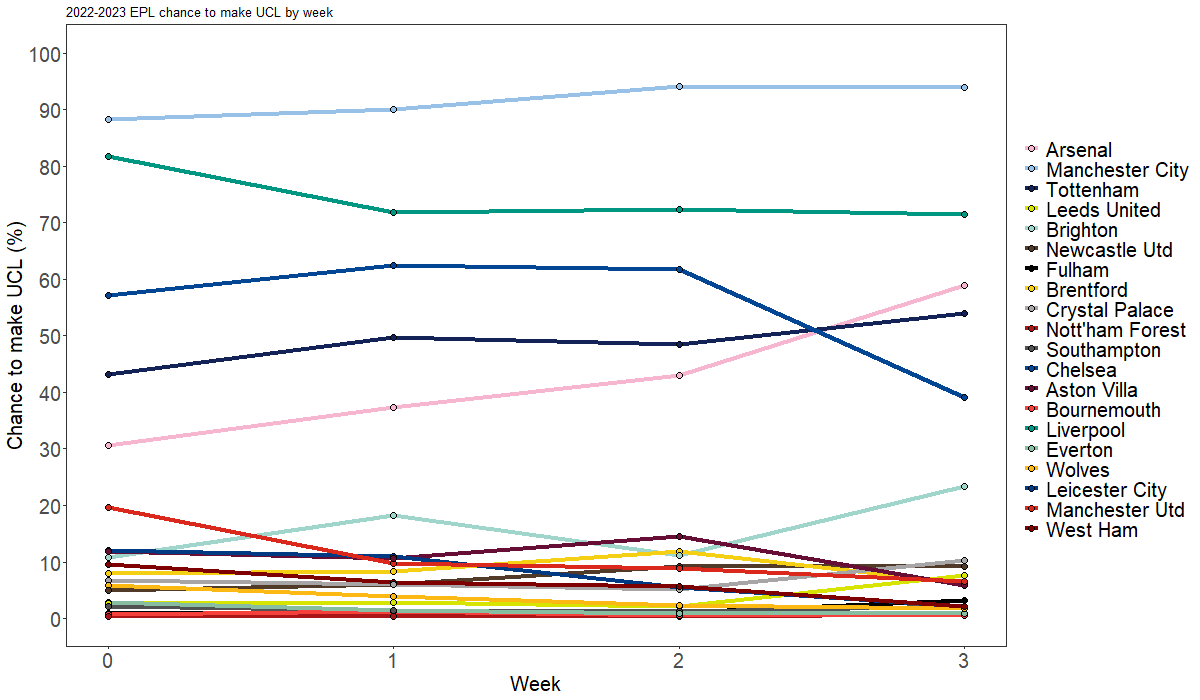 2022-2023 EPL chance to make UCL by week
Chance to make UCL (%)
100
90
80
70
60
50
40
30
20
10
0
0 1 2 3
Week
Arsenal
Manchester City
Tottenham
Leeds United
Brighton
Newcastle Utd
Fulham
Brentford
Crystal Palace
Nott'ham Forest
Southampton
Chelsea
Aston Villa
Bournemouth
Liverpool
Everton
Wolves
Leicester City
Manchester Utd
West Ham